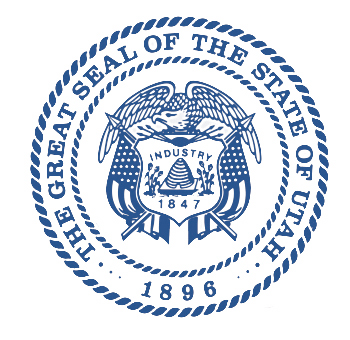 THE GREAT SEAL OF THE STATE OF UTAH
INDUSTRY
1847
1896